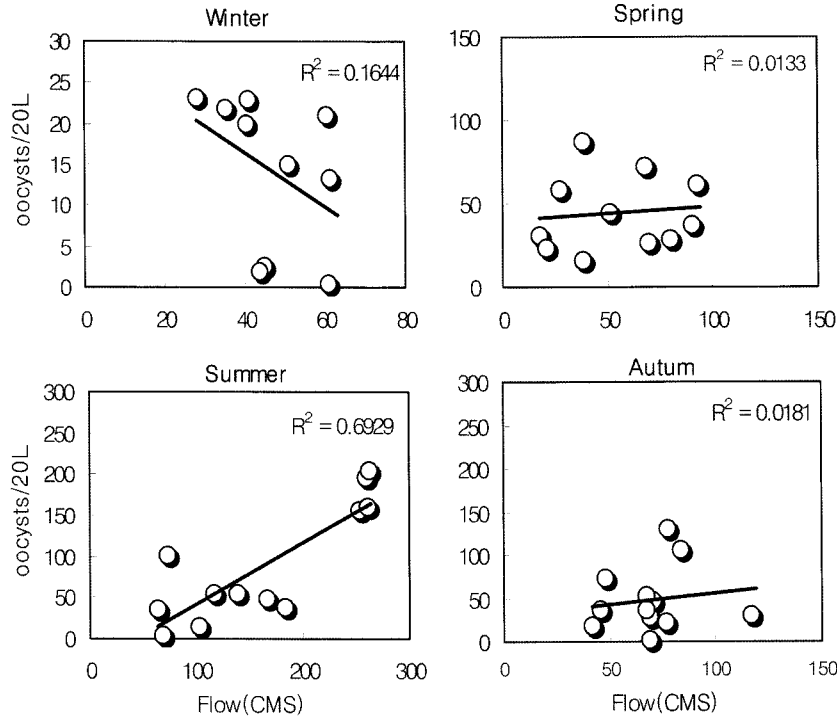 Winter
Spring
30
25
20
15
10
5
0
oocysts/20L
R² = 0.1644
0 20 40 60 80
150
100
50
0
R² = 0.0133
0 50 100 150
Summer
Autum
300
250
200
150
100
50
0
oocysts/20L
R² = 0.6929
0 100 200 300
Flow(CMS)
300
250
200
150
100
50
0
R² = 0.0181
0 50 100 150
Flow(CMS)